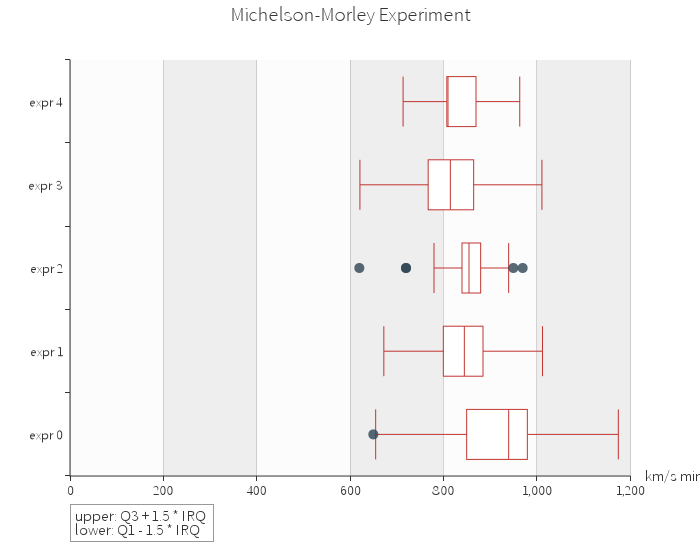 Michelson-Morley Experiment
expr 4
expr 3
expr 2
expr 1
expr 0
0 200 400 600 800 1,000 1,200
km/s min
upper: Q3 + 1.5 * IRQ
lower: Q1 - 1.5 * IRQ